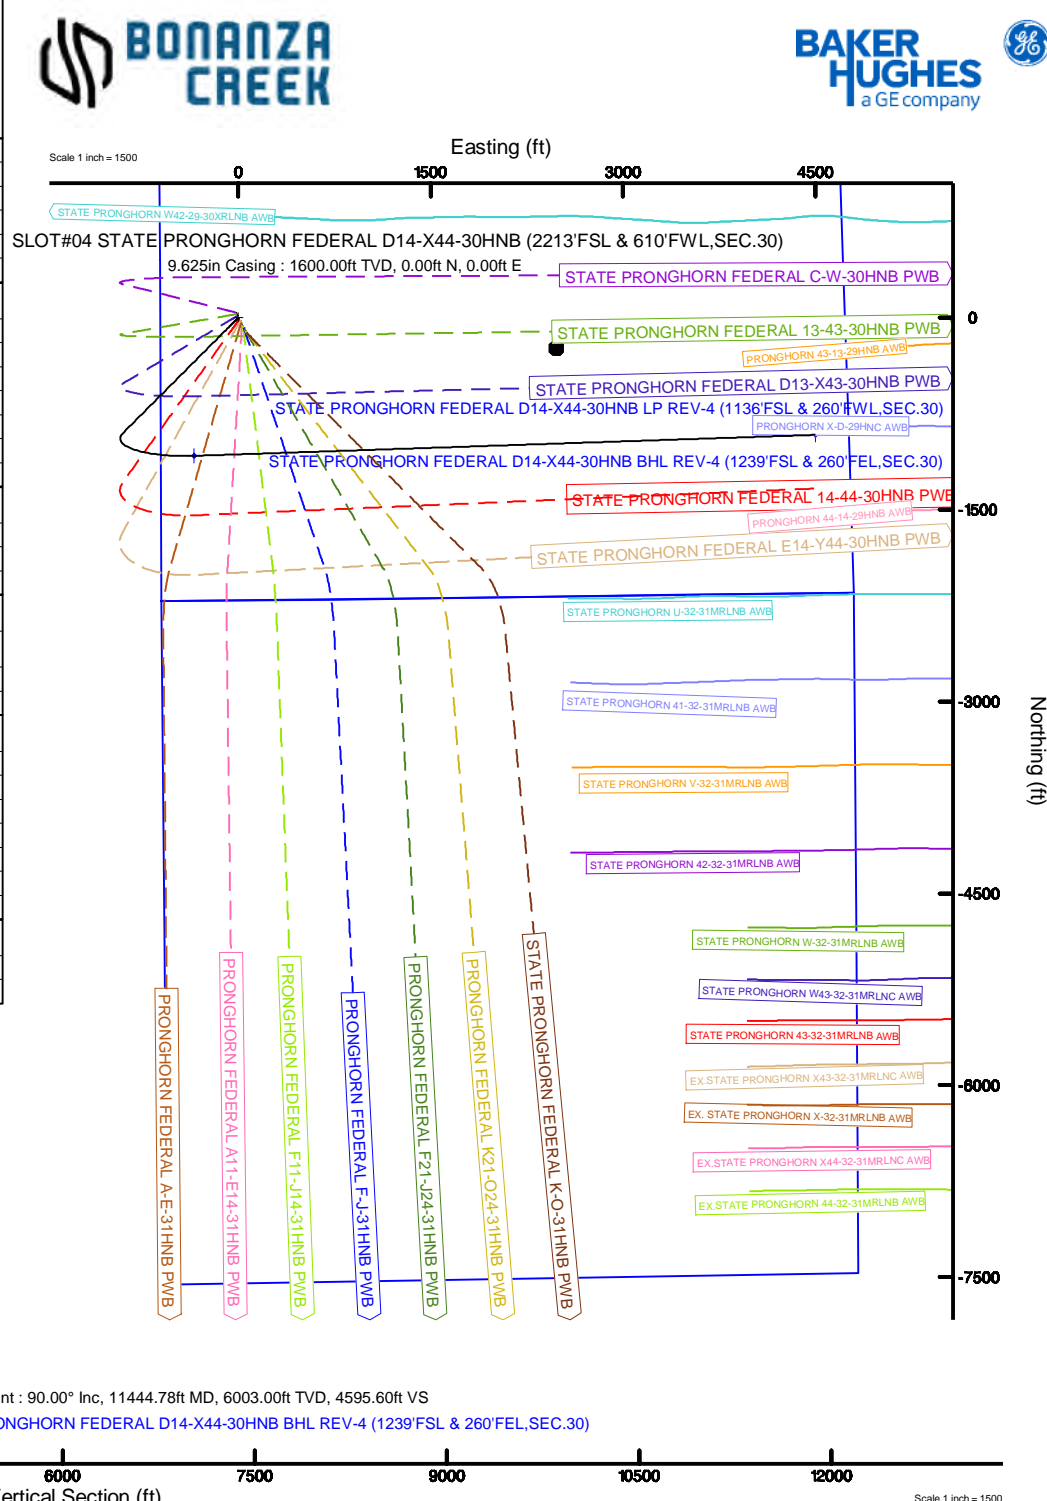 BONANZA
CREEK
BAKER
HUGHES
a GE company
GE
Scale 1 inch = 1500
Easting (ft)
0
1500
3000
4500
STATE PRONGHORN W42-29-30XRLNB AWB
SLOT#04 STATE PRONGHORN FEDERAL D14-X44-30HNB (2213'FSL & 610'FWL,SEC.30)
9.625in Casing : 1600.00ft TVD, 0.00ft N, 0.00ft E
STATE PRONGHORN FEDERAL C-W-30HNB PWB
0
STATE PRONGHORN FEDERAL 13-43-30HNB PWB
PRONGHORN 43-13-29HNB AWB
STATE PRONGHORN FEDERAL D13-X43-30HNB PWB
STATE PRONGHORN FEDERAL D14-X44-30HNB LP REV-4 (1136'FSL & 260'FWL,SEC.30)
PRONGHORN X-D-29HNC AWB
STATE PRONGHORN FEDERAL D14-X44-30HNB BHL REV-4 (1239'FSL & 260'FEL,SEC.30)
STATE PRONGHORN FEDERAL 14-44-30HNB PWB
-1500
PRONGHORN 44-14-29HNB AWB
STATE PRONGHORN FEDERAL E14-Y44-30HNB PWB
STATE PRONGHORN U-32-31MRLNB AWB
STATE PRONGHORN 41-32-31MRLNB AWB
-3000
Northing (ft)
STATE PRONGHORN V-32-31MRLNB AWB
STATE PRONGHORN 42-32-31MRLNB AWB
-4500
STATE PRONGHORN W-32-31MRLNB AWB
STATE PRONGHORN W43-32-31MRLNC AWB
STATE PRONGHORN 43-32-31MRLNB AWB
EX.STATE PRONGHORN X43-32-31MRLNC AWB
-6000
EX. STATE PRONGHORN X-32-31MRLNB AWB
EX.STATE PRONGHORN X44-32-31MRLNC AWB
EX.STATE PRONGHORN 44-32-31MRLNB AWB
-7500
PRONGHORN FEDERAL A-E-31HNB PWB
PRONGHORN FEDERAL A11-E14-31HNB PWB
PRONGHORN FEDERAL F11-J14-31HNB PWB
PRONGHORN FEDERAL F-J-31HNB PWB
PRONGHORN FEDERAL F21-J24-31HNB PWB
PRONGHORN FEDERAL K21-O24-31HNB PWB
STATE PRONGHORN FEDERAL K-O-31HNB PWB
nt : 90.00° Inc, 11444.78ft MD, 6003.00ft TVD, 4595.60ft VS
ONGHORN FEDERAL D14-X44-30HNB BHL REV-4 (1239'FSL & 260'FEL,SEC.30)
6000
7500
9000
10500
12000
Vertical Section (ft)
Scale 1 inch = 1500